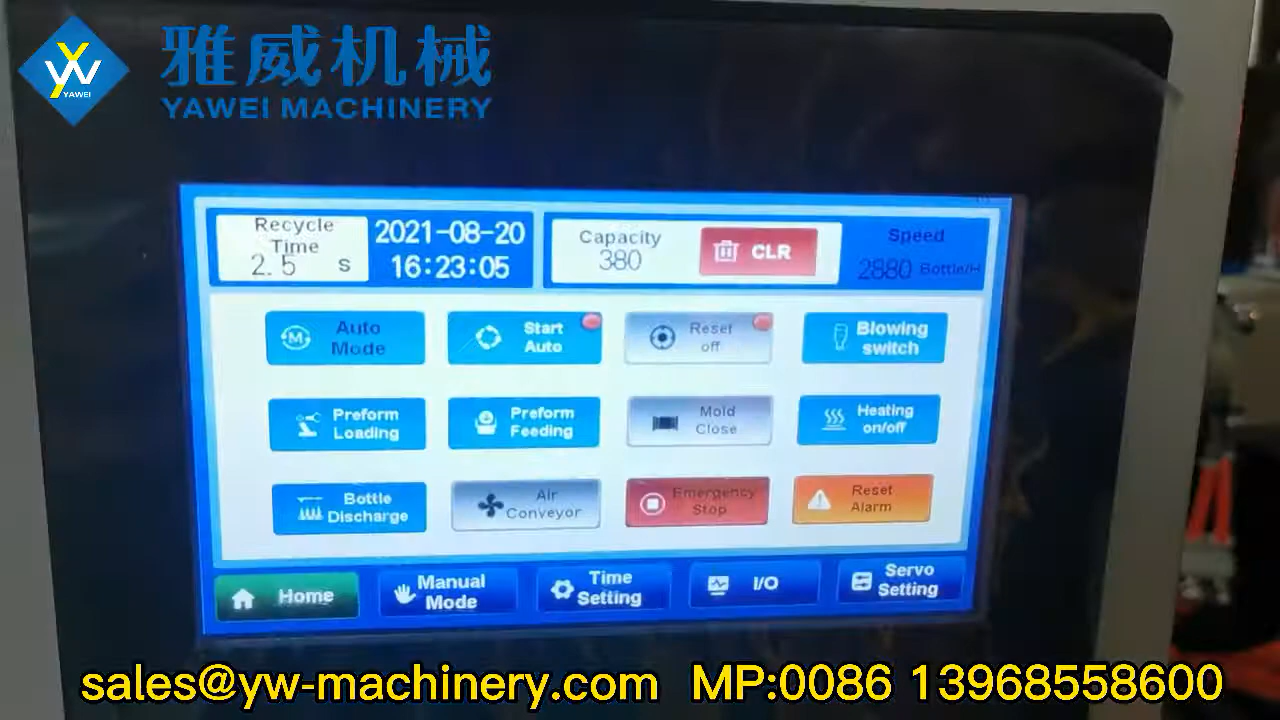 雅威机械
YAWEI MACHINERY
YW
YAWEI
Recycle
Time
2.5 s
2021-08-20
16:23:05
Capacity
380
CLR
Speed
2880 Bottle/H
M
Auto
Mode
Start
Auto
Reset
off
Blowing
switch
Preform
Loading
Preform
Feeding
Mold
Close
Heating
on/off
Bottle
Discharge
Air
Conveyor
Emergency
Stop
Reset
Alarm
Home
Manual
Mode
Time
Setting
I/O
Servo
Setting
sales@yw-machinery.com MP:0086 13968558600